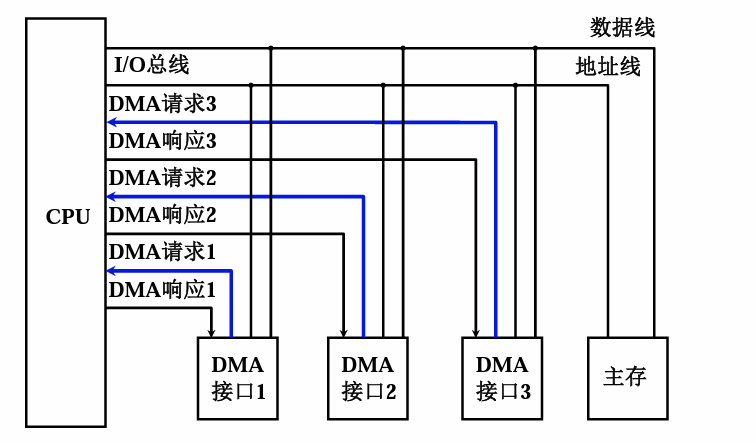 数据线
I/O总线
地址线
DMA请求3
DMA响应3
DMA请求2
CPU
DMA响应2
DMA请求1
DMA响应1
DMA
接口1
DMA
接口2
DMA
接口3
主存